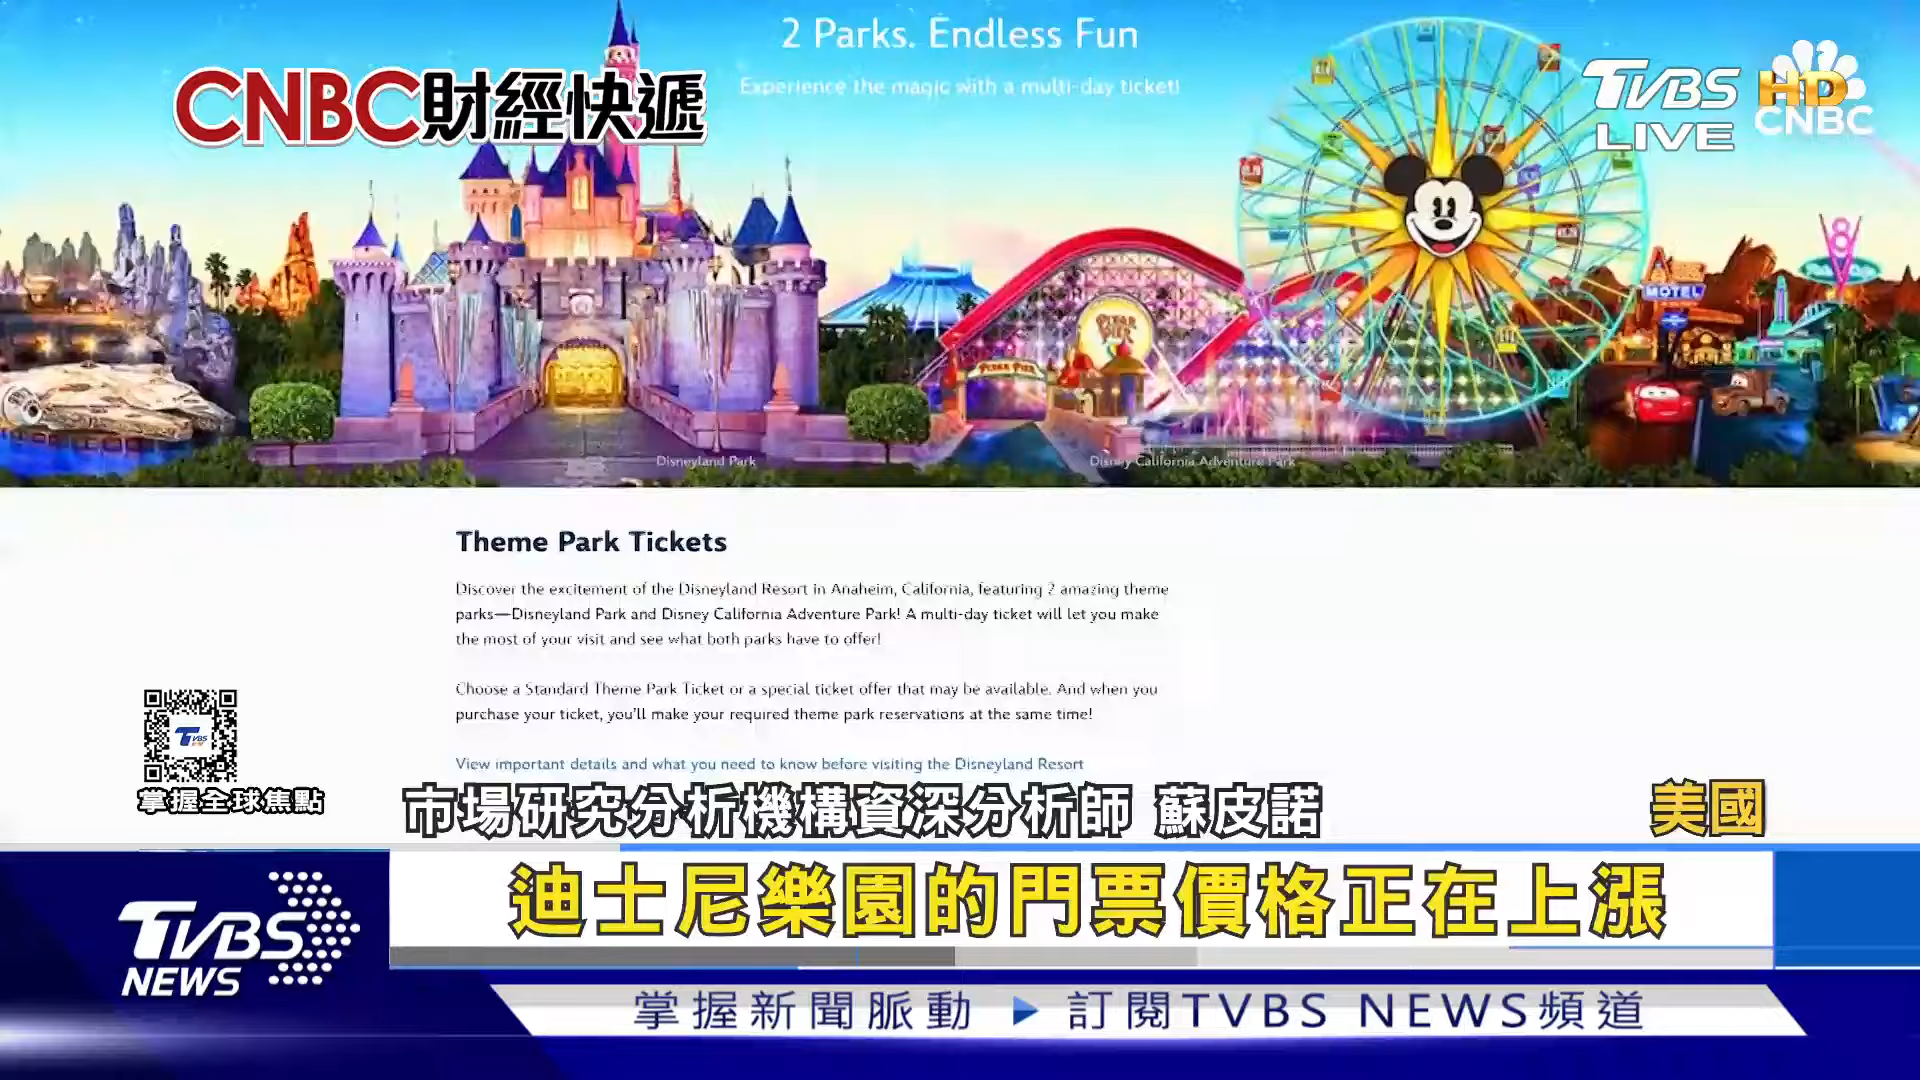 2 Parks. Endless Fun
Experience the magic with a multi-day ticket!
CNBC財經快遞
TVBS
LIVE
HD
CNBC
MOTEL
PIXAR PIER
Disneyland Park
Disney California Adventure Park
Theme Park Tickets
Discover the excitement of the Disneyland Resort in Anaheim, California, featuring 2 amazing theme
parks—Disneyland Park and Disney California Adventure Park! A multi-day ticket will let you make
the most of your visit and see what both parks have to offer!
Choose a Standard Theme Park Ticket or a special ticket offer that may be available. And when you
purchase your ticket, you'll make your required theme park reservations at the same time!
View important details and what you need to know before visiting the Disneyland Resort
TVBS
掌握全球焦點
市場研究分析機構資深分析師 蘇皮諾
美國
迪士尼樂園的門票價格正在上漲
TVBS
NEWS
掌握新聞脈動 ▶ 訂閱TVBS NEWS頻道